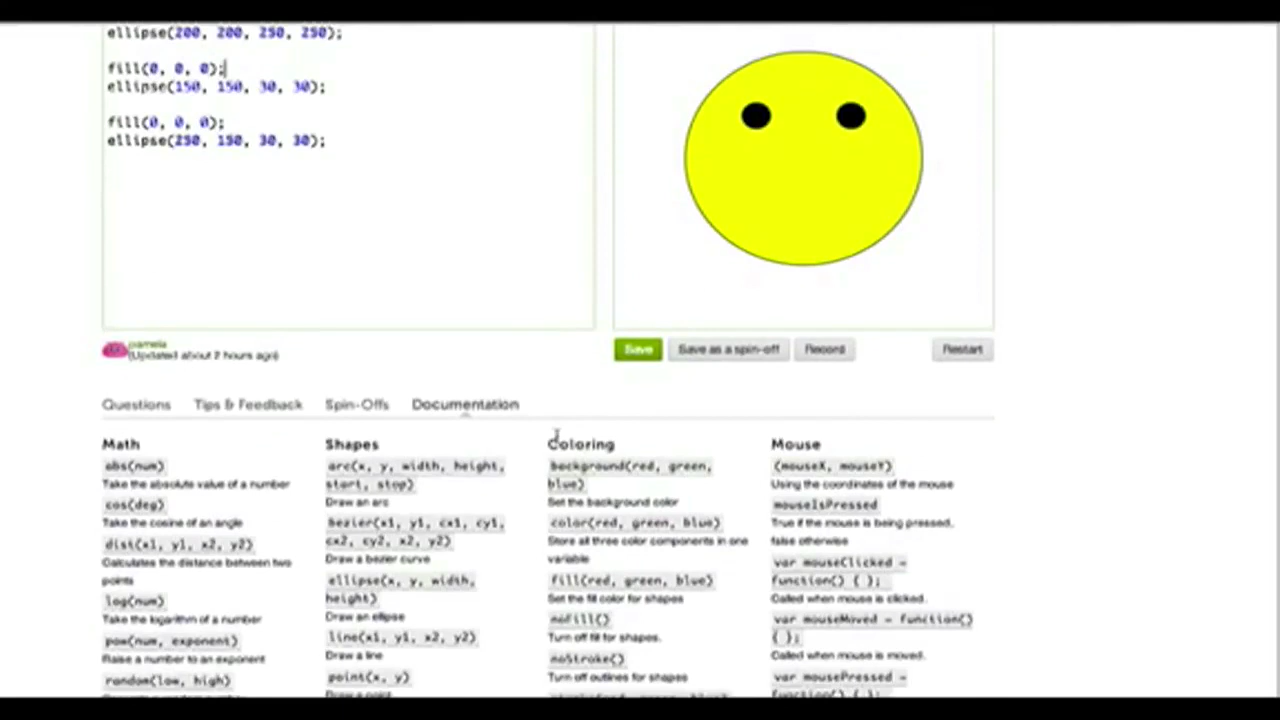 ellipse(200, 200, 250, 250);
fill(0, 0, 0);
ellipse(150, 150, 30, 30);
fill(0, 0, 0);
ellipse(250, 150, 30, 30);
pamela
(Updated about 2 hours ago)
Save
Save as a spin-off
Record
Restart
Questions
Tips & Feedback
Spin-Offs
Documentation
Math
abs(num)
Take the absolute value of a number
cos(deg)
Take the cosine of an angle
dist(x1, y1, x2, y2)
Calculates the distance between two
points
log(num)
Take the logarithm of a number
pow(num, exponent)
Raise a number to an exponent
random(low, high)
Shapes
arc(x, y, width, height,
start, stop)
Draw an arc
bezier(x1, y1, cx1, cy1,
cx2, cy2, x2, y2)
Draw a bezier curve
ellipse(x, y, width,
height)
Draw an ellipse
line(x1, y1, x2, y2)
Draw a line
point(x, y)
Draw a point
Coloring
background(red, green,
blue)
Set the background color
color(red, green, blue)
Store all three color components in one
variable
fill(red, green, blue)
Set the fill color for shapes
noFill()
Turn off fill for shapes.
noStroke()
Turn off outlines for shapes
Mouse
(mouseX, mouseY)
Using the coordinates of the mouse
mouseIsPressed
True if the mouse is being pressed,
false otherwise
var mouseClicked =
function() { };
Called when mouse is clicked.
var mouseMoved = function()
{ };
Called when mouse is moved.
var mousePressed =
function() { };